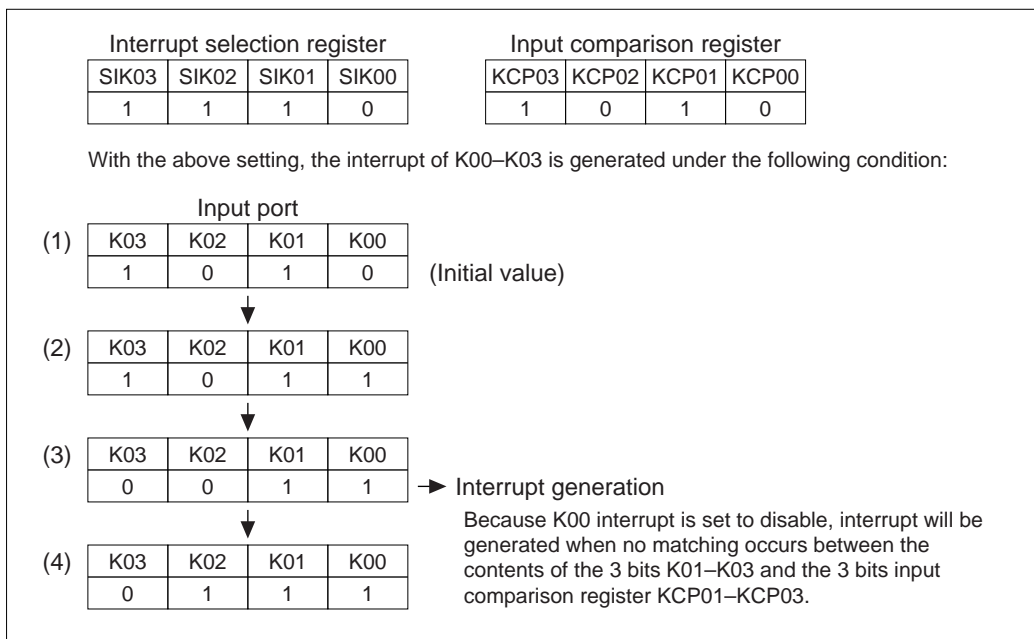 Interrupt selection register
SIK03 SIK02 SIK01 SIK00
1 1 1 0
Input comparison register
KCP03 KCP02 KCP01 KCP00
1 0 1 0
With the above setting, the interrupt of K00–K03 is generated under the following condition:
Input port
(1) K03 K02 K01 K00
1 0 1 0 (Initial value)
(2) K03 K02 K01 K00
1 0 1 1
(3) K03 K02 K01 K00
0 0 1 1 Interrupt generation
Because K00 interrupt is set to disable, interrupt will be
generated when no matching occurs between the
contents of the 3 bits K01–K03 and the 3 bits input
comparison register KCP01–KCP03.
(4) K03 K02 K01 K00
0 1 1 1